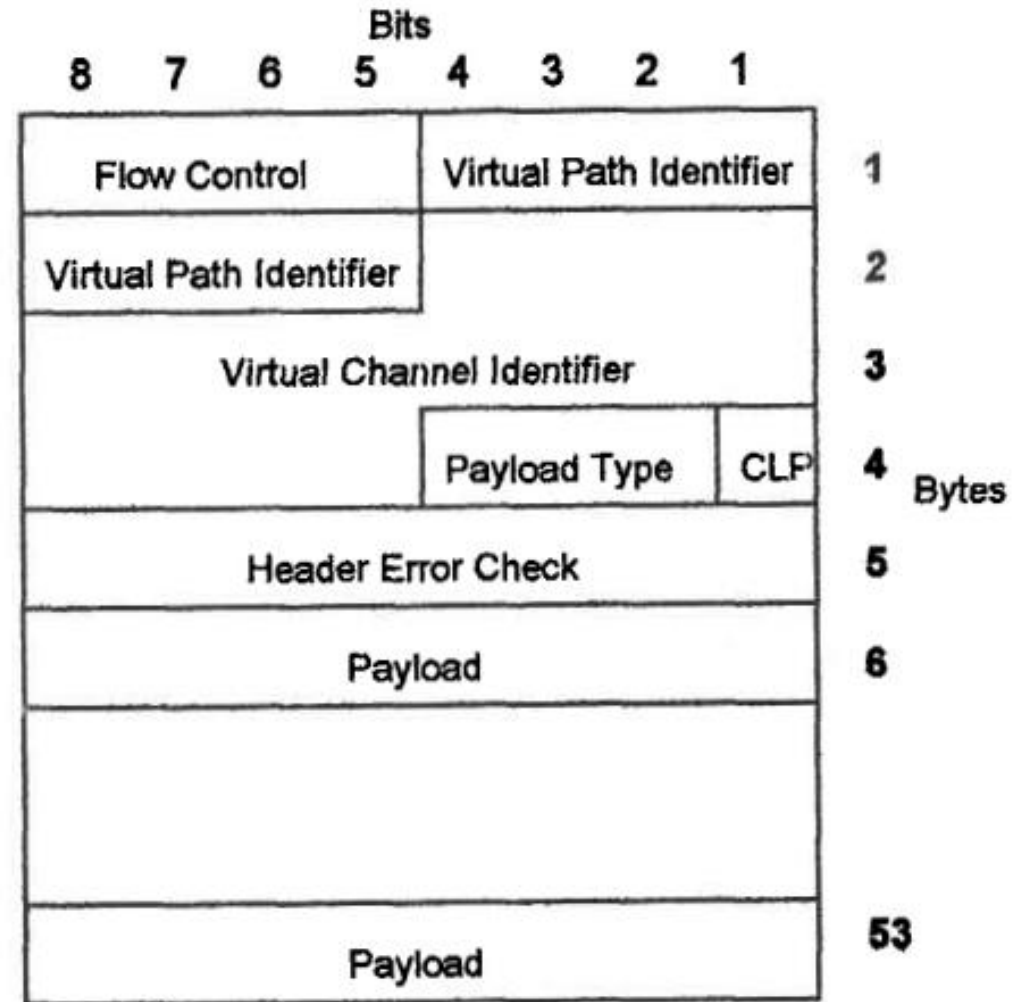 Bits
8 7 6 5 4 3 2 1
Flow Control Virtual Path Identifier 1
Virtual Path Identifier 2
Virtual Channel Identifier 3
Payload Type CLP 4
Bytes
Header Error Check 5
Payload 6
Payload 53